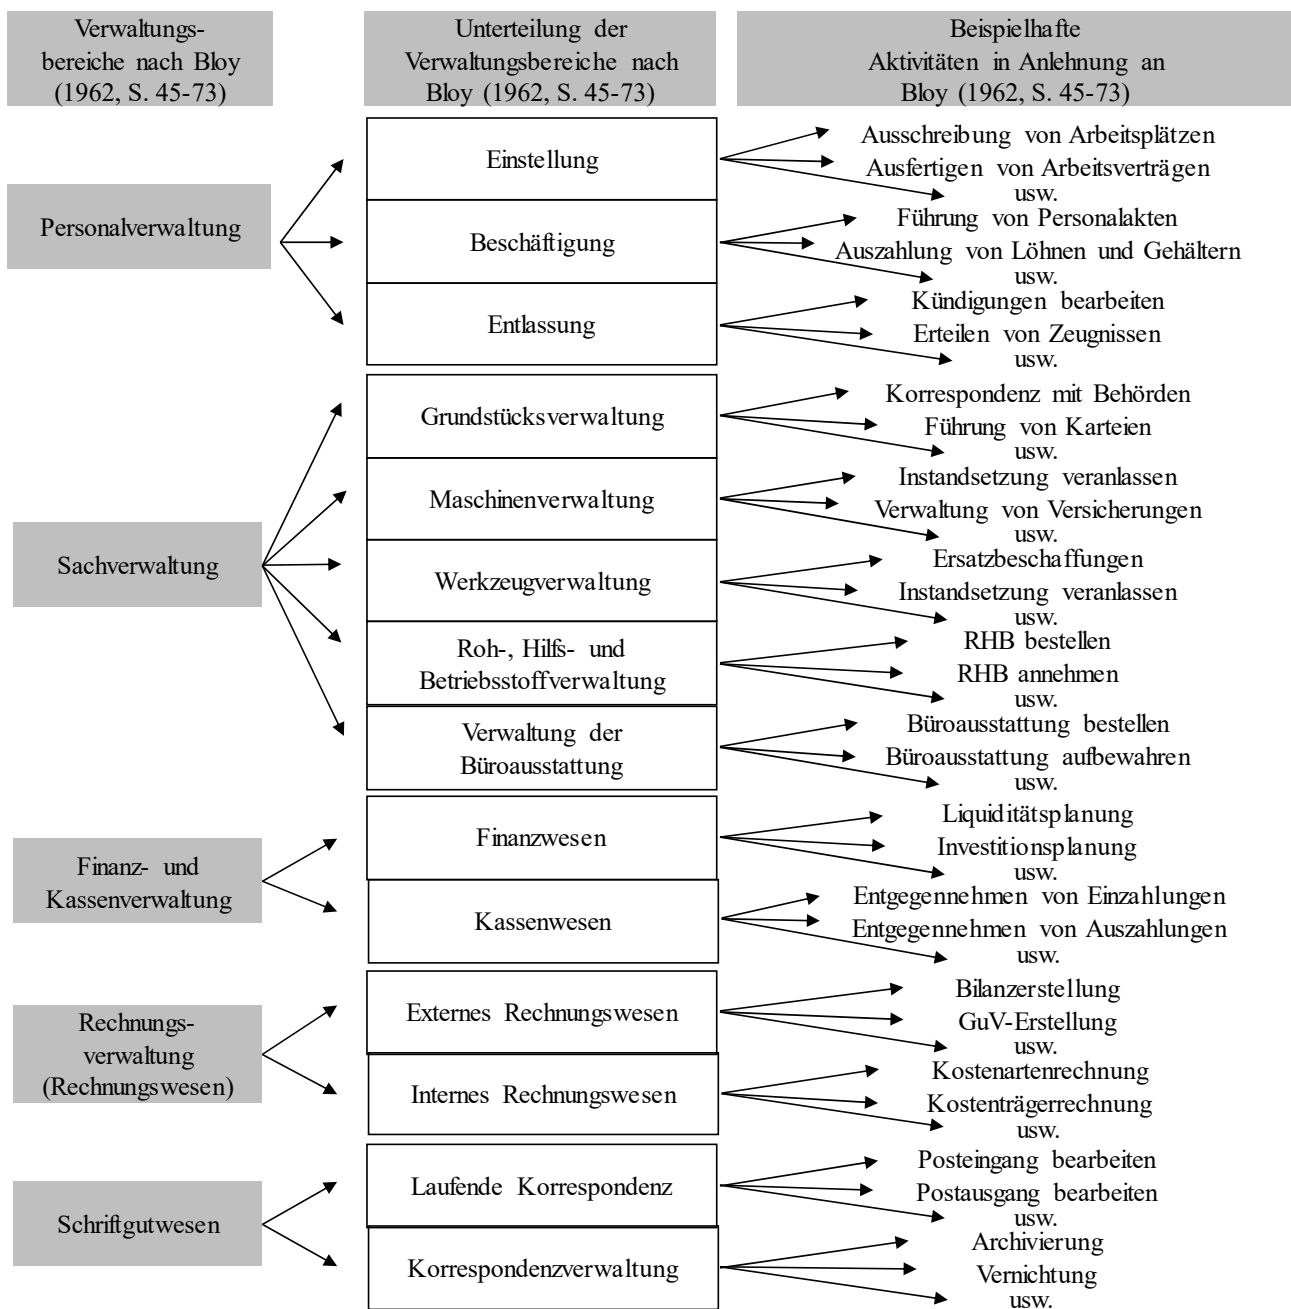 Verwaltungs-
bereiche nach Bloy
(1962, S. 45-73)
Unterteilung der
Verwaltungsbereiche nach
Bloy (1962, S. 45-73)
Beispielhafte
Aktivitäten in Anlehnung an
Bloy (1962, S. 45-73)
Personalverwaltung
Einstellung
Ausschreibung von Arbeitsplätzen
Ausfertigen von Arbeitsverträgen
usw.
Beschäftigung
Führung von Personalakten
Auszahlung von Löhnen und Gehältern
usw.
Entlassung
Kündigungen bearbeiten
Erteilen von Zeugnissen
usw.
Sachverwaltung
Grundstücksverwaltung
Korrespondenz mit Behörden
Führung von Karteien
usw.
Maschinenverwaltung
Instandsetzung veranlassen
Verwaltung von Versicherungen
usw.
Werkzeugverwaltung
Ersatzbeschaffungen
Instandsetzung veranlassen
usw.
Roh-, Hilfs- und
Betriebsstoffverwaltung
RHB bestellen
RHB annehmen
usw.
Verwaltung der
Büroausstattung
Büroausstattung bestellen
Büroausstattung aufbewahren
usw.
Finanz- und
Kassenverwaltung
Finanzwesen
Liquiditätsplanung
Investitionsplanung
usw.
Kassenwesen
Entgegennehmen von Einzahlungen
Entgegennehmen von Auszahlungen
usw.
Rechnungs-
verwaltung
(Rechnungswesen)
Externes Rechnungswesen
Bilanzerstellung
GuV-Erstellung
usw.
Internes Rechnungswesen
Kostenartenrechnung
Kostenträgerrechnung
usw.
Schriftgutwesen
Laufende Korrespondenz
Posteingang bearbeiten
Postausgang bearbeiten
usw.
Korrespondenzverwaltung
Archivierung
Vernichtung
usw.